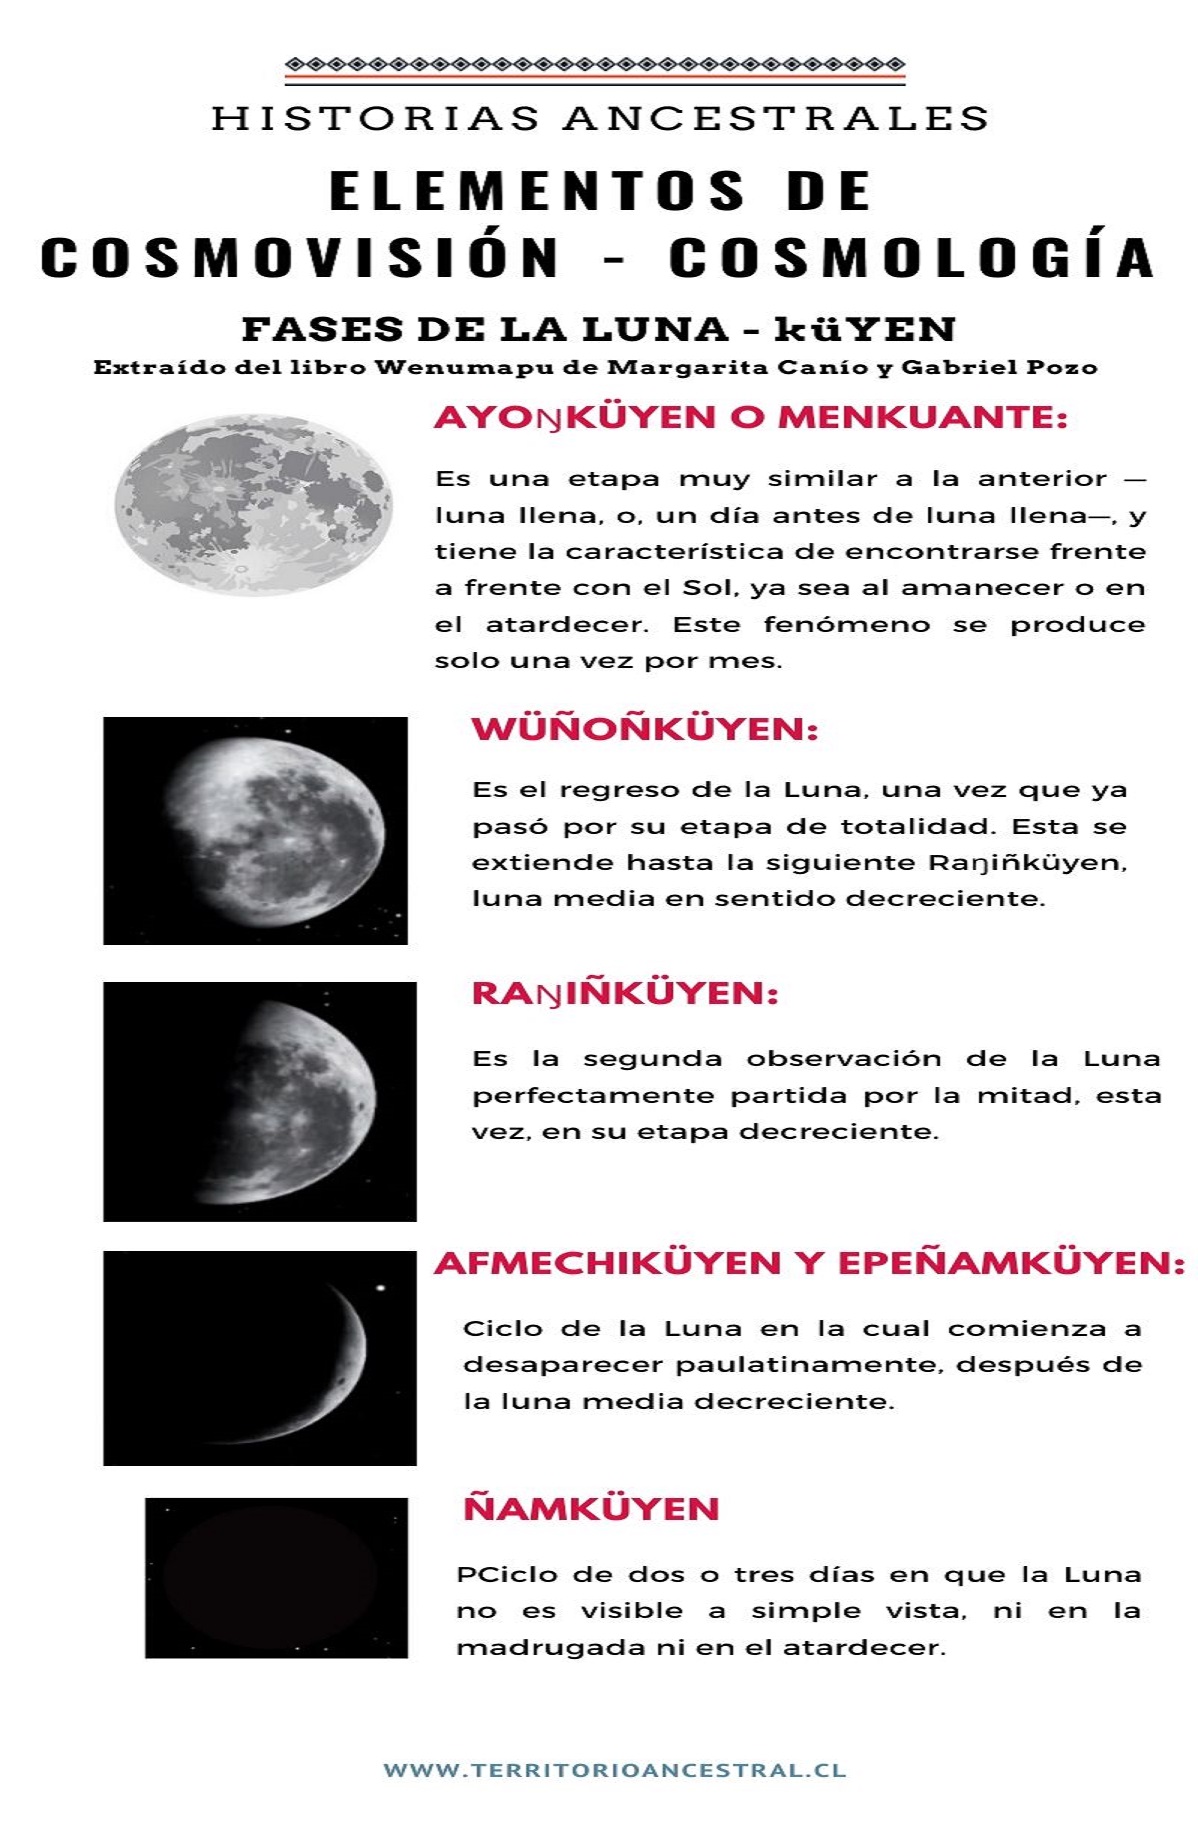 HISTORIAS ANCESTRALES
ELEMENTOS DE
COSMOVISIÓN - COSMOLOGÍA
FASES DE LA LUNA - küYEN
Extraído del libro Wenumapu de Margarita Canío y Gabriel Pozo
AYOŊKÜYEN O MENKUANTE:
Es una etapa muy similar a la anterior —
luna llena, o, un día antes de luna llena—, y
tiene la característica de encontrarse frente
a frente con el Sol, ya sea al amanecer o en
el atardecer. Este fenómeno se produce
solo una vez por mes.
WÜÑOÑKÜYEN:
Es el regreso de la Luna, una vez que ya
pasó por su etapa de totalidad. Esta se
extiende hasta la siguiente Raŋiñküyen,
luna media en sentido decreciente.
RAŊIÑKÜYEN:
Es la segunda observación de la Luna
perfectamente partida por la mitad, esta
vez, en su etapa decreciente.
AFMECHIKÜYEN Y EPEÑAMKÜYEN:
Ciclo de la Luna en la cual comienza a
desaparecer paulatinamente, después de
la luna media decreciente.
ÑAMKÜYEN
PCiclo de dos o tres días en que la Luna
no es visible a simple vista, ni en la
madrugada ni en el atardecer.
WWW.TERRITORIOANCESTRAL.CL